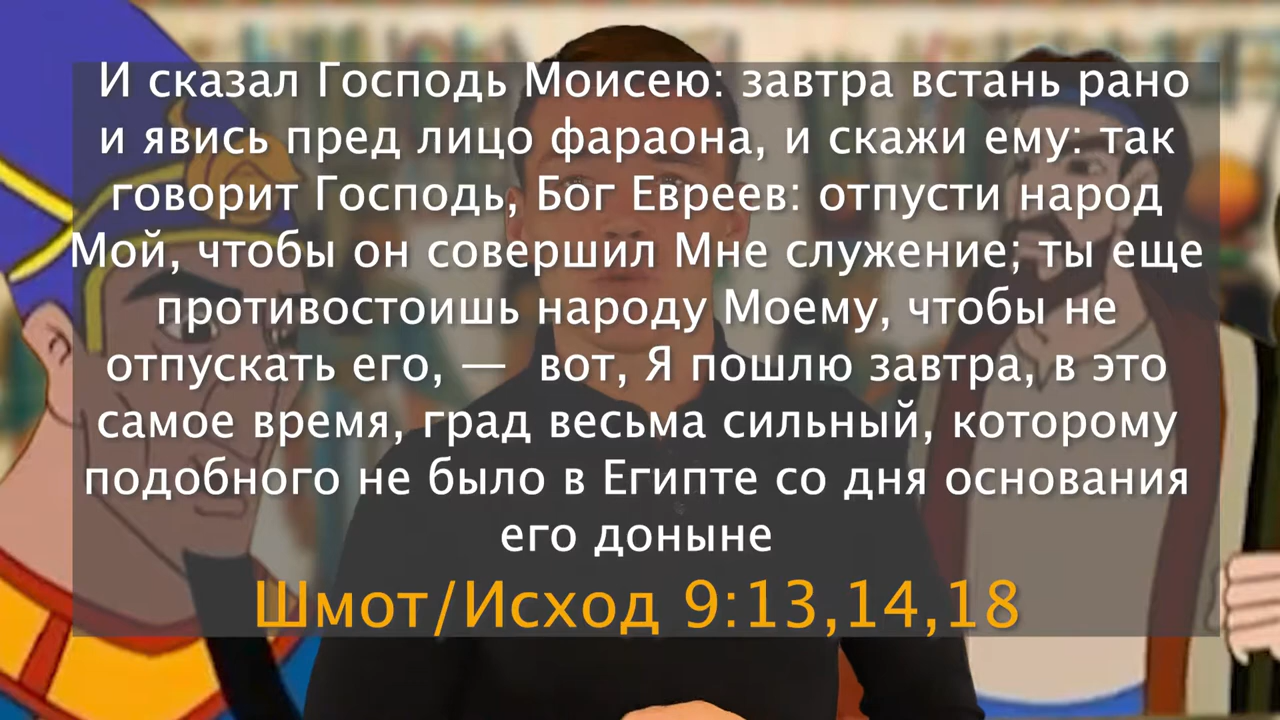 И сказал Господь Моисею: завтра встань рано
и явись пред лицо фараона, и скажи ему: так
говорит Господь, Бог Евреев: отпусти народ
Мой, чтобы он совершил Мне служение; ты еще
противостоишь народу Моему, чтобы не
отпускать его, — вот, Я пошлю завтра, в это
самое время, град весьма сильный, которому
подобного не было в Египте со дня основания
его доныне
Шмот/Исход 9:13,14,18